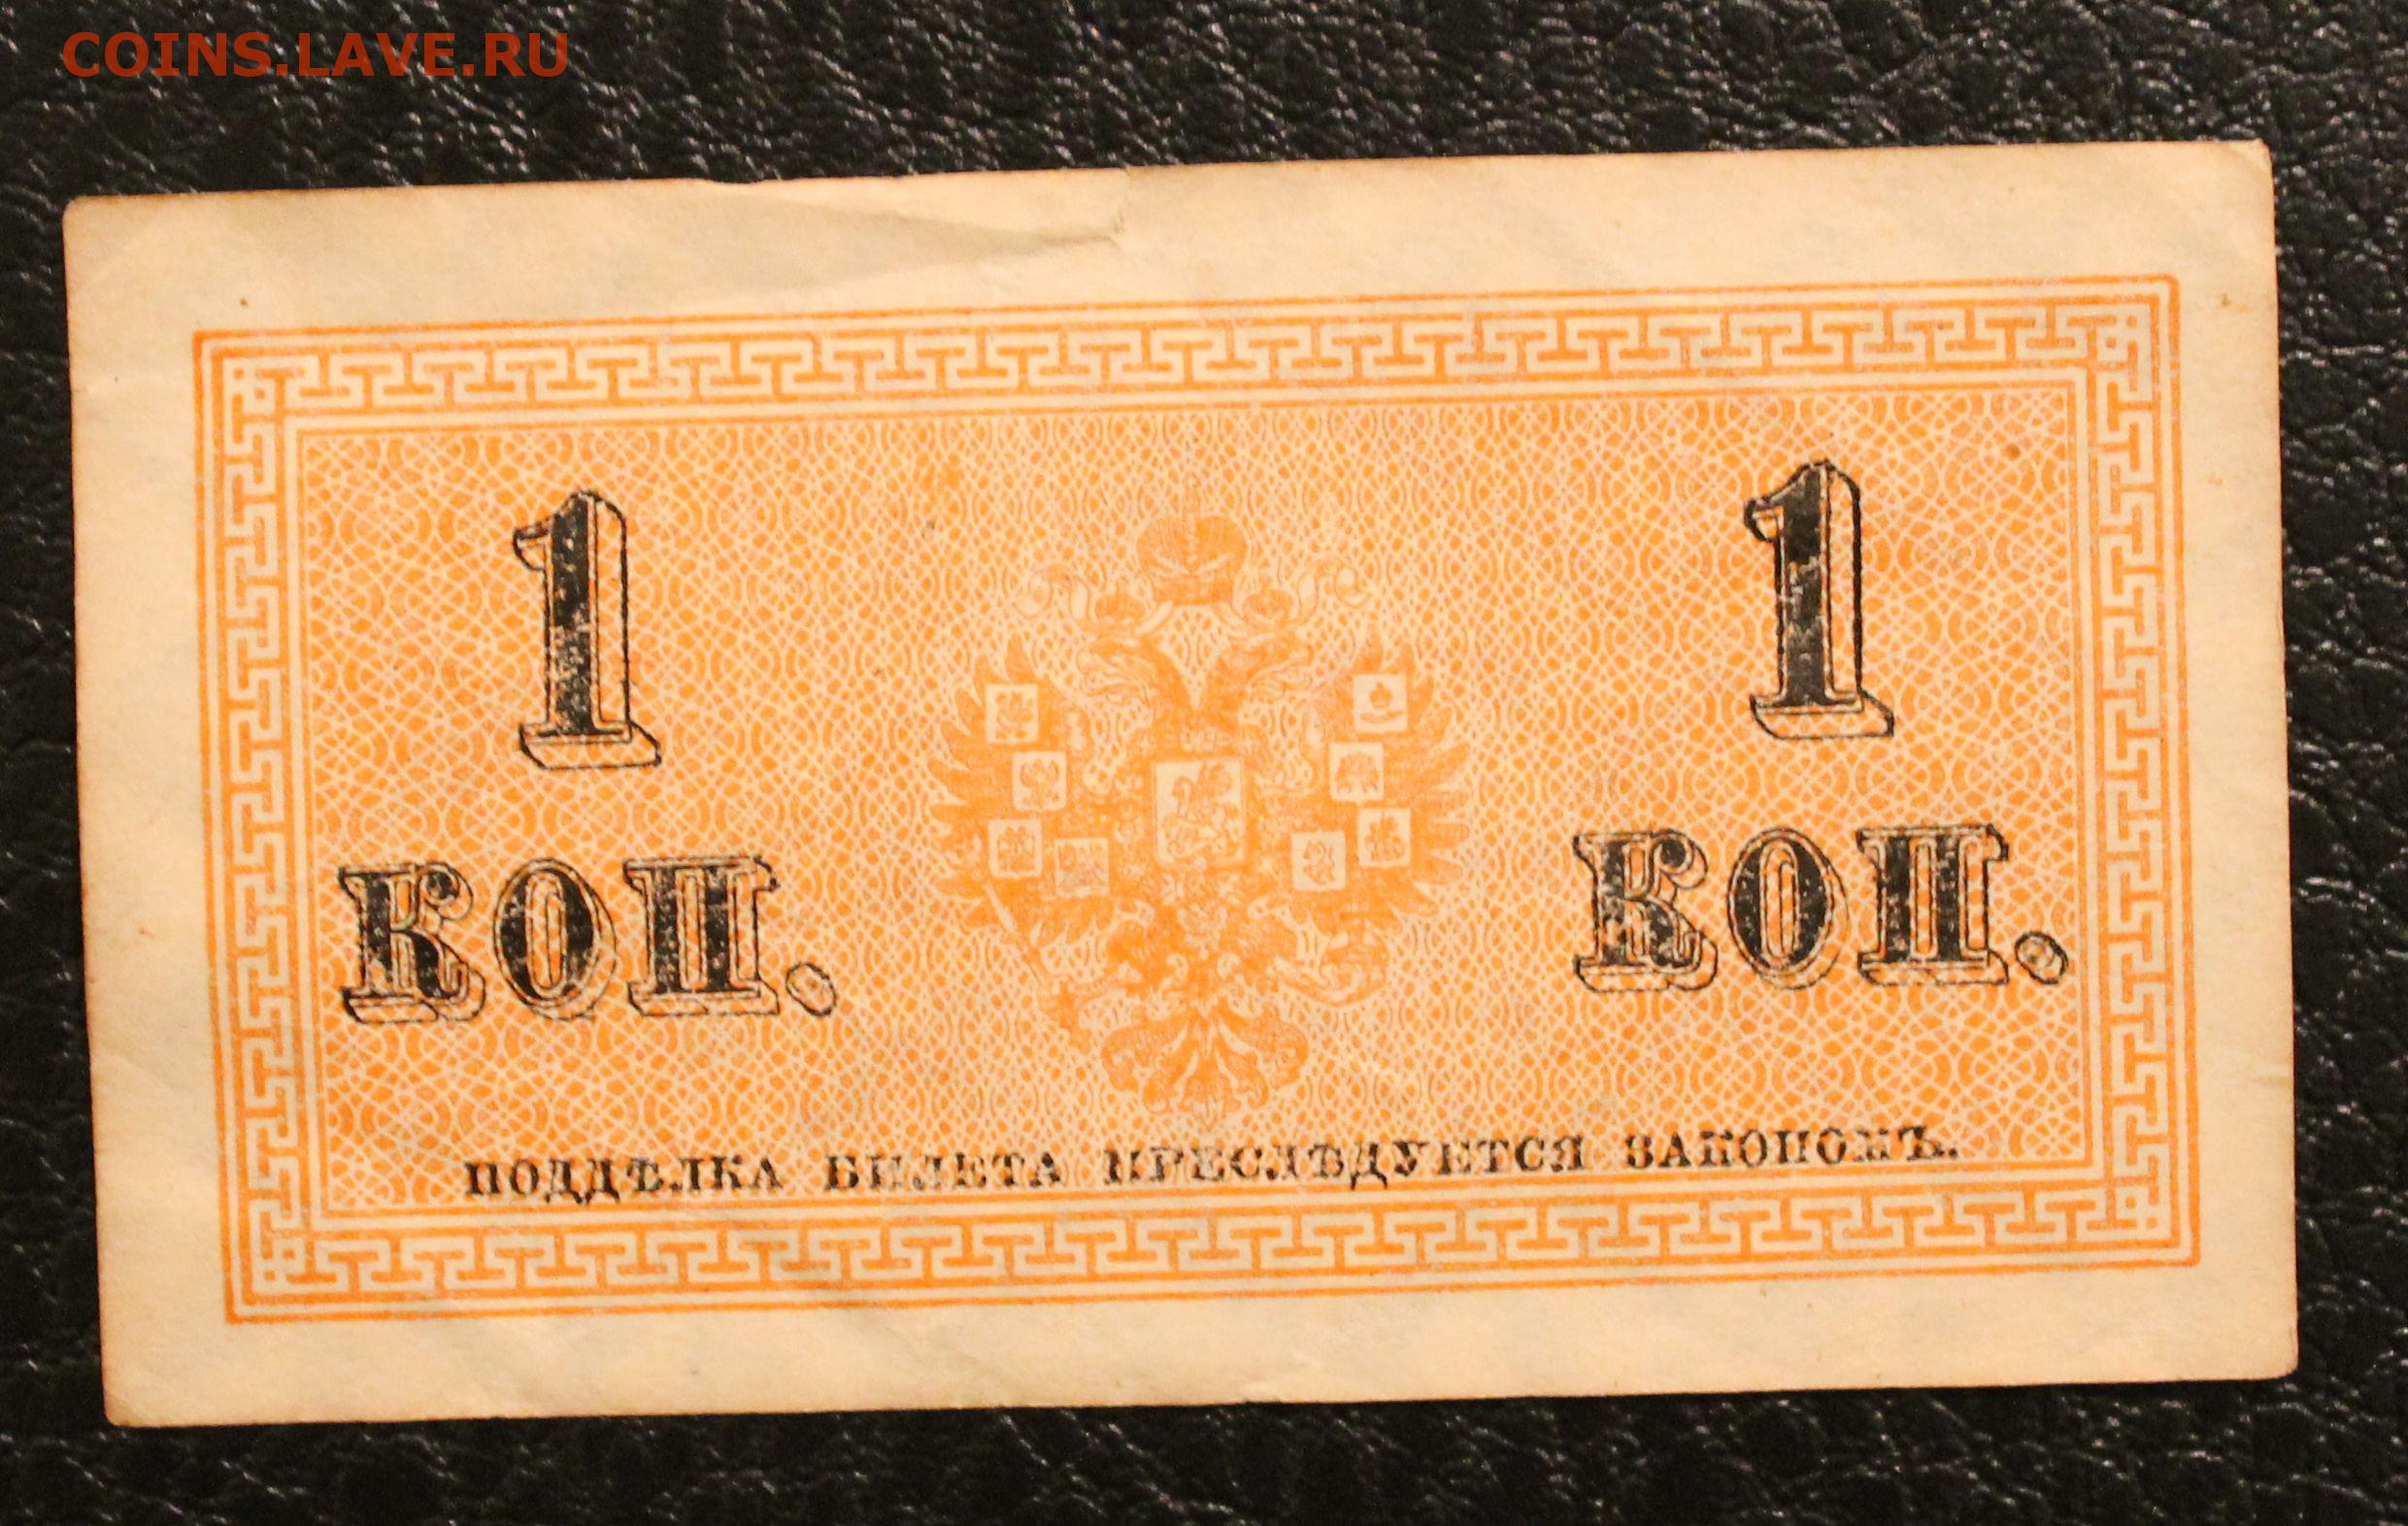 COINS.LAVE.RU
1 1
КОП. КОП.
ПОДДѢЛКА БИЛЕТА ПРЕСЛѢДУЕТСЯ ЗАКОНОМЪ.